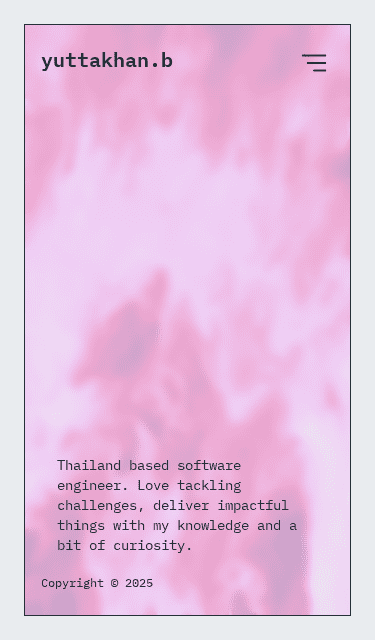 yuttakhan.b
Thailand based software
engineer. Love tackling
challenges, deliver impactful
things with my knowledge and a
bit of curiosity.
Copyright © 2025